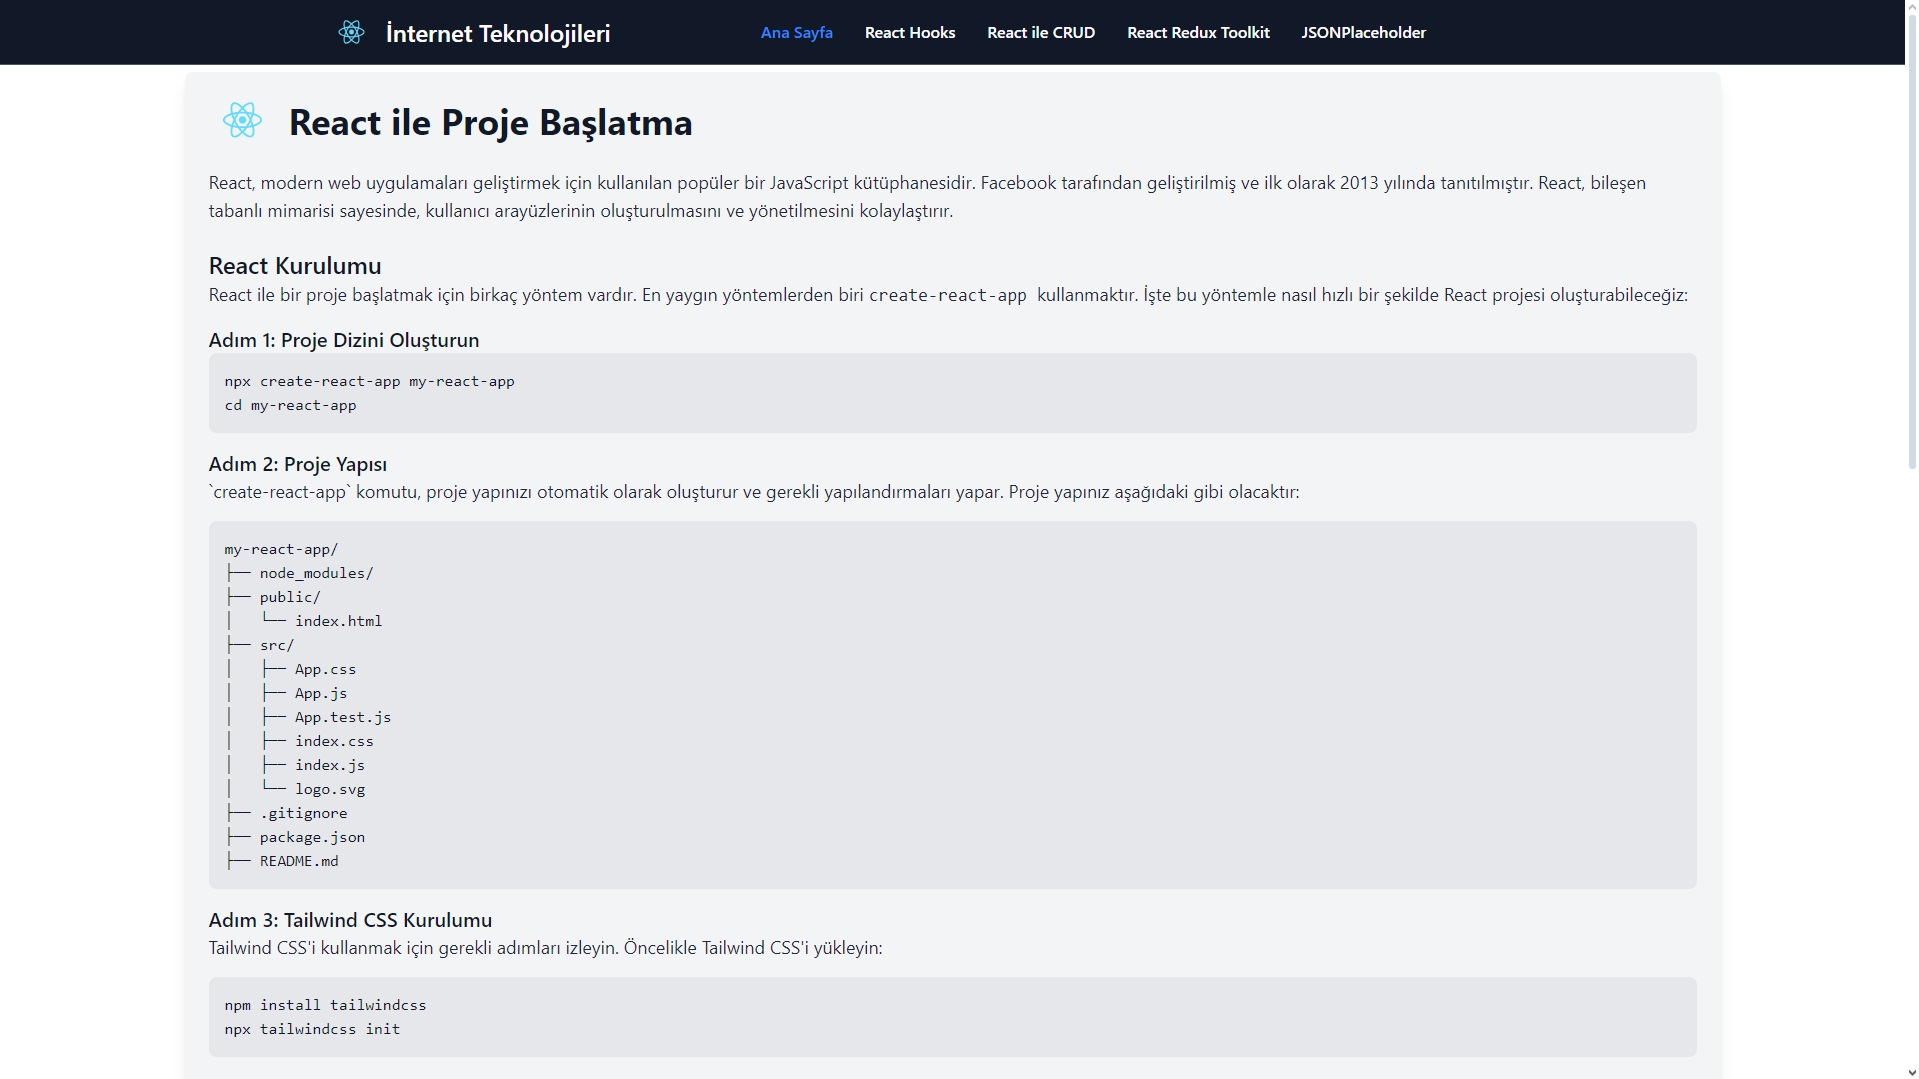 İnternet Teknolojileri
Ana Sayfa
React Hooks
React ile CRUD
React Redux Toolkit
JSONPlaceholder
React ile Proje Başlatma
React, modern web uygulamaları geliştirmek için kullanılan popüler bir JavaScript kütüphanesidir. Facebook tarafından geliştirilmiş ve ilk olarak 2013 yılında tanıtılmıştır. React, bileşen
tabanlı mimarisi sayesinde, kullanıcı arayüzlerinin oluşturulmasını ve yönetilmesini kolaylaştırır.
React Kurulumu
React ile bir proje başlatmak için birkaç yöntem vardır. En yaygın yöntemlerden biri create-react-app kullanmaktır. İşte bu yöntemle nasıl hızlı bir şekilde React projesi oluşturabileceğiz:
Adım 1: Proje Dizini Oluşturun
npx create-react-app my-react-app
cd my-react-app
Adım 2: Proje Yapısı
`create-react-app` komutu, proje yapınızı otomatik olarak oluşturur ve gerekli yapılandırmaları yapar. Proje yapınız aşağıdaki gibi olacaktır:
my-react-app/
├── node_modules/
├── public/
│   └── index.html
├── src/
│   ├── App.css
│   ├── App.js
│   ├── App.test.js
│   ├── index.css
│   ├── index.js
│   └── logo.svg
├── .gitignore
├── package.json
├── README.md
Adım 3: Tailwind CSS Kurulumu
Tailwind CSS'i kullanmak için gerekli adımları izleyin. Öncelikle Tailwind CSS'i yükleyin:
npm install tailwindcss
npx tailwindcss init